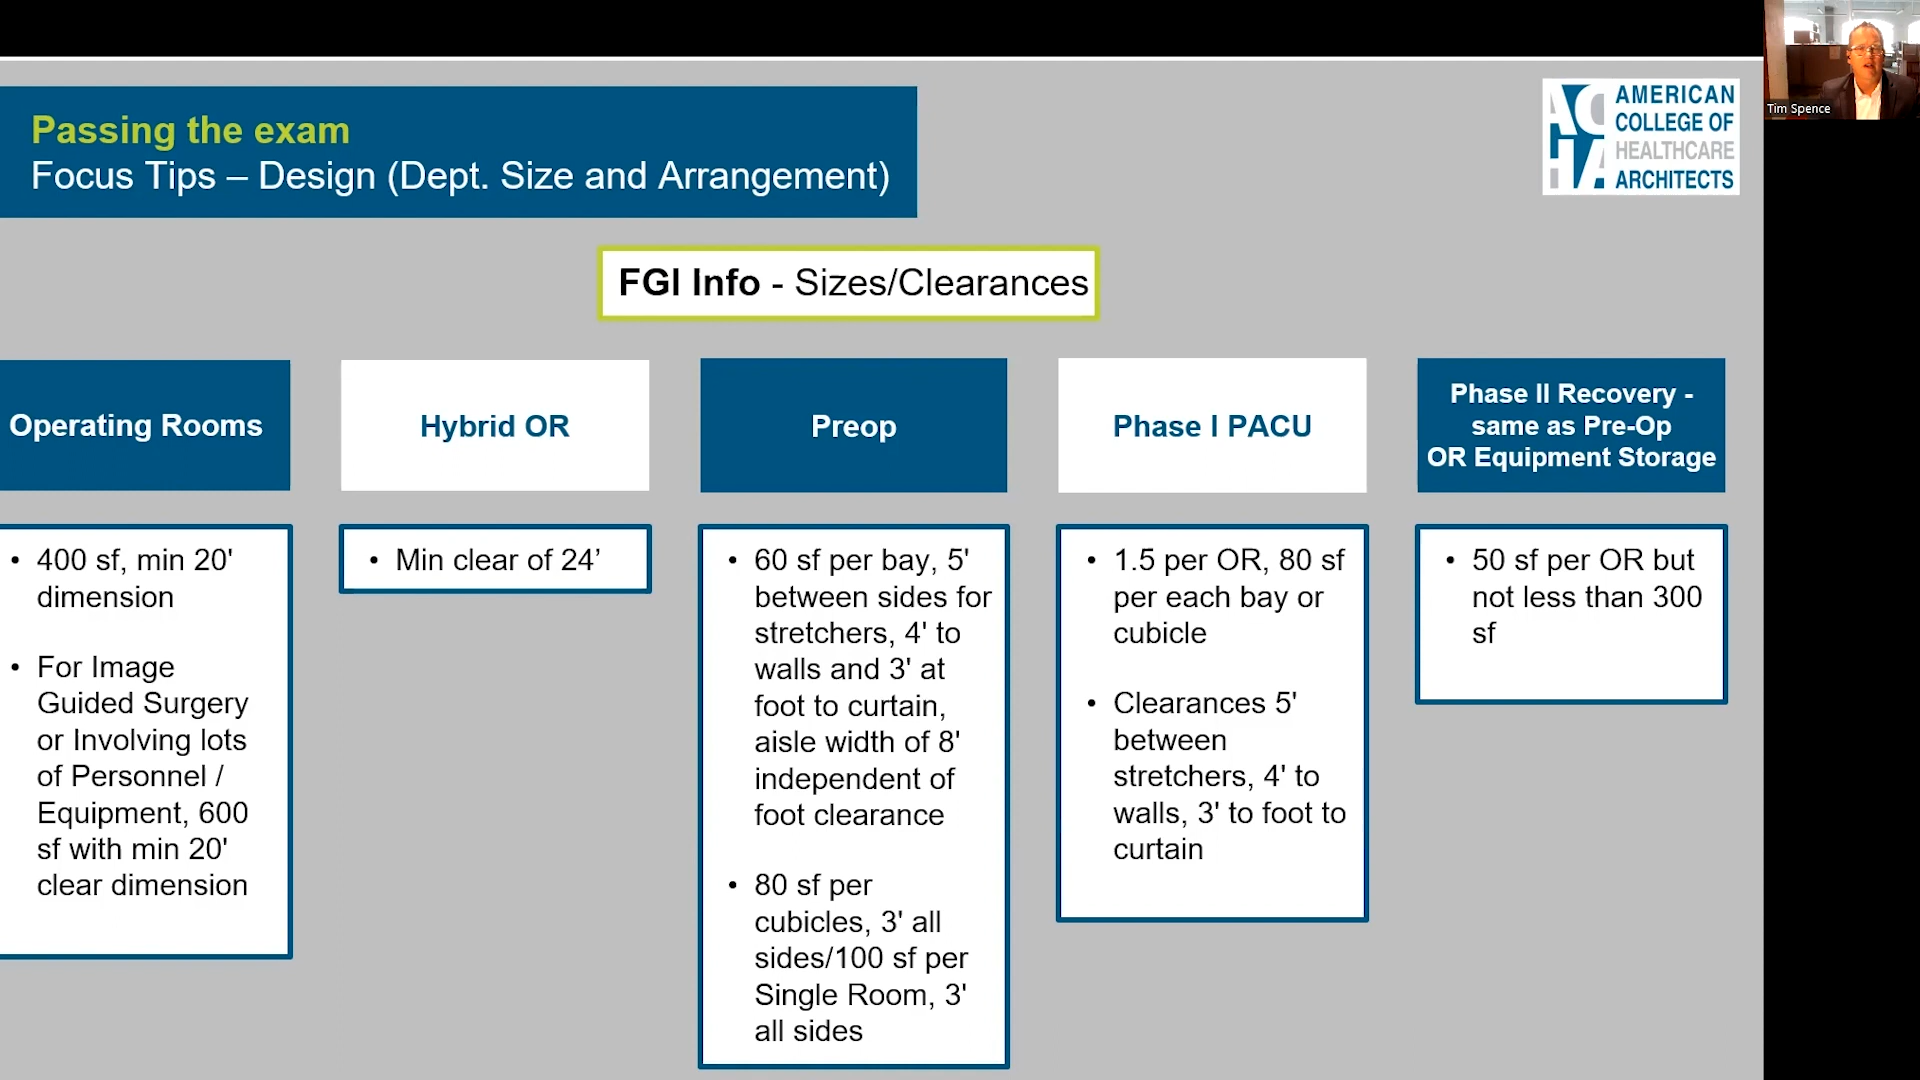 Passing the exam
Focus Tips – Design (Dept. Size and Arrangement)
ACHA
AMERICAN
COLLEGE OF
HEALTHCARE
ARCHITECTS
Tim Spence
FGI Info - Sizes/Clearances
Operating Rooms
• 400 sf, min 20'
dimension
• For Image
Guided Surgery
or Involving lots
of Personnel /
Equipment, 600
sf with min 20'
clear dimension
Hybrid OR
• Min clear of 24’
Preop
• 60 sf per bay, 5'
between sides for
stretchers, 4' to
walls and 3' at
foot to curtain,
aisle width of 8'
independent of
foot clearance
• 80 sf per
cubicles, 3' all
sides/100 sf per
Single Room, 3'
all sides
Phase I PACU
• 1.5 per OR, 80 sf
per each bay or
cubicle
• Clearances 5'
between
stretchers, 4' to
walls, 3' to foot to
curtain
Phase II Recovery -
same as Pre-Op
OR Equipment Storage
• 50 sf per OR but
not less than 300
sf